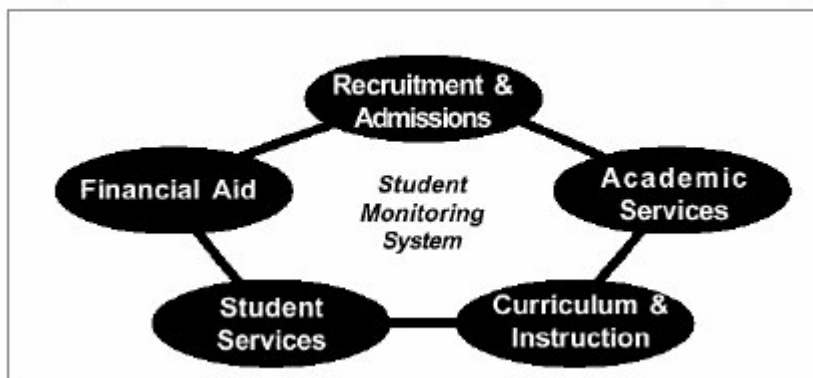 Recruitment &
Admissions
Financial Aid
Student
Monitoring
System
Academic
Services
Student
Services
Curriculum &
Instruction